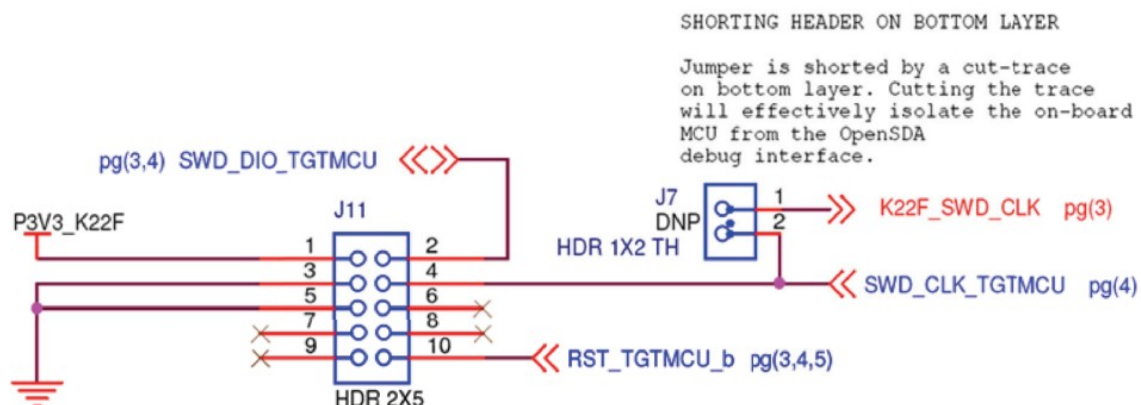 SHORTING HEADER ON BOTTOM LAYER
Jumper is shorted by a cut-trace
on bottom layer. Cutting the trace
will effectively isolate the on-board
MCU from the OpenSDA
debug interface.
pg(3,4) SWD_DIO_TGTMCU
J7
1
K22F_SWD_CLK pg(3)
DNP
2
HDR 1X2 TH
P3V3_K22F
J11
1 2
3 4
SWD_CLK_TGTMCU pg(4)
5 6
7 8
9 10
RST_TGTMCU_b pg(3,4,5)
HDR 2X5